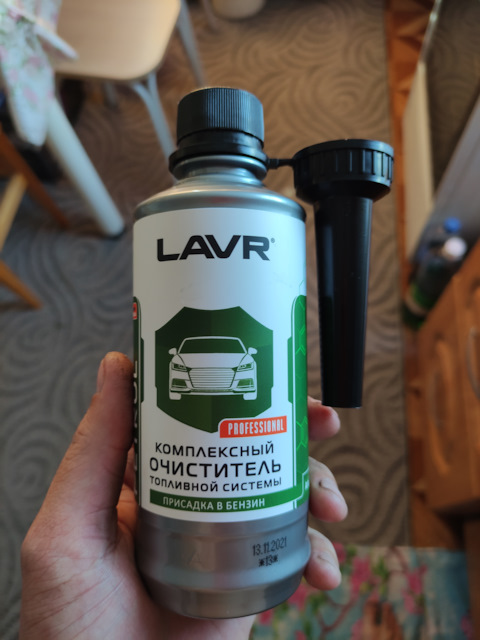 LAVR®
PROFESSIONAL
КОМПЛЕКСНЫЙ
ОЧИСТИТЕЛЬ
ТОПЛИВНОЙ СИСТЕМЫ
ПРИСАДКА В БЕНЗИН
13.11.2021